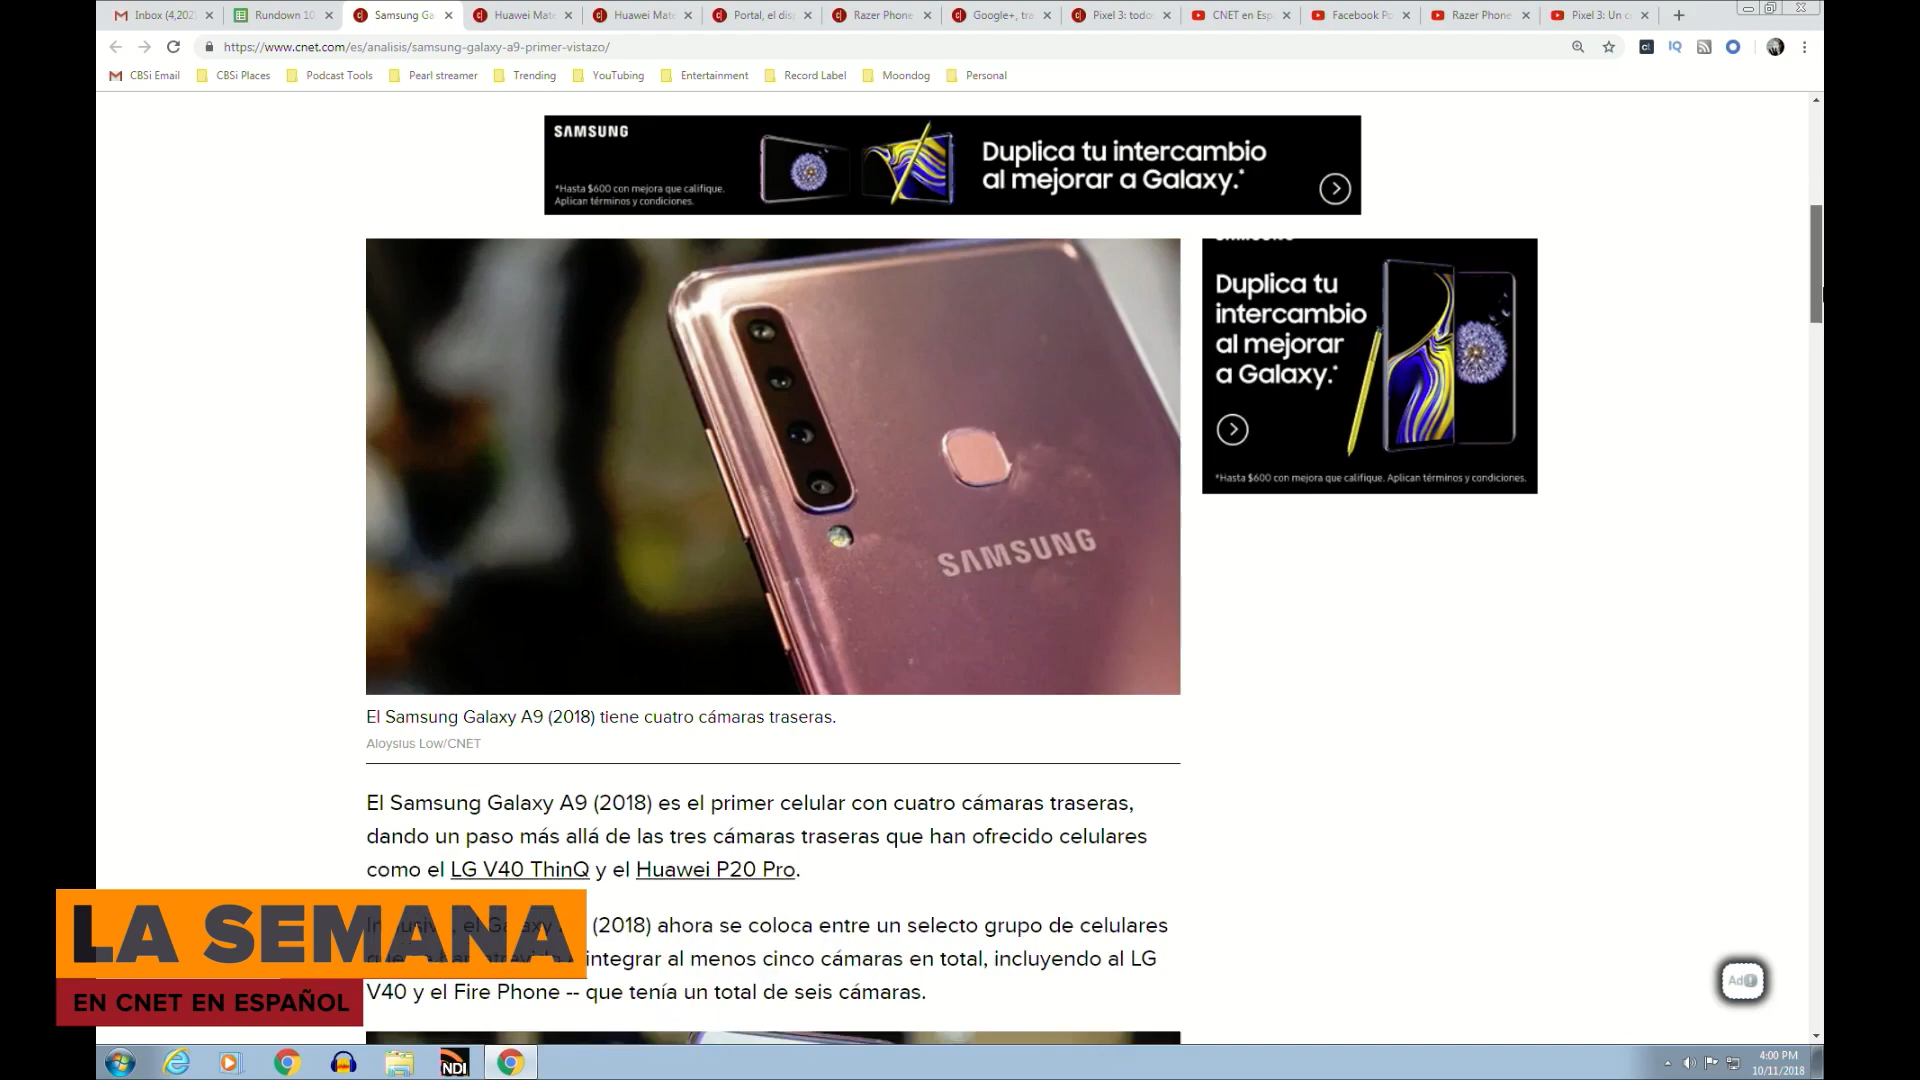 Inbox (4,202
Rundown 10
Samsung Ga
Huawei Mate
Huawei Mate
Portal, el disp
Razer Phone
Google+, tra
Pixel 3: todo
CNET en Esp
Facebook Po
Razer Phone
Pixel 3: Un c
https://www.cnet.com/es/analisis/samsung-galaxy-a9-primer-vistazo/
CBSi Email
CBSi Places
Podcast Tools
Pearl streamer
Trending
YouTubing
Entertainment
Record Label
Moondog
Personal
SAMSUNG
*Hasta $600 con mejora que califique.
Aplican términos y condiciones.
Duplica tu intercambio
al mejorar a Galaxy.*
SAMSUNG
Duplica tu
intercambio
al mejorar
a Galaxy.*
*Hasta $600 con mejora que califique. Aplican términos y condiciones.
El Samsung Galaxy A9 (2018) tiene cuatro cámaras traseras.
Aloysius Low/CNET
El Samsung Galaxy A9 (2018) es el primer celular con cuatro cámaras traseras,
dando un paso más allá de las tres cámaras traseras que han ofrecido celulares
como el LG V40 ThinQ y el Huawei P20 Pro.
(2018) ahora se coloca entre un selecto grupo de celulares
integrar al menos cinco cámaras en total, incluyendo al LG
V40 y el Fire Phone -- que tenía un total de seis cámaras.
LA SEMANA
EN CNET EN ESPAÑOL
Ad
NDI
4:00 PM
10/11/2018